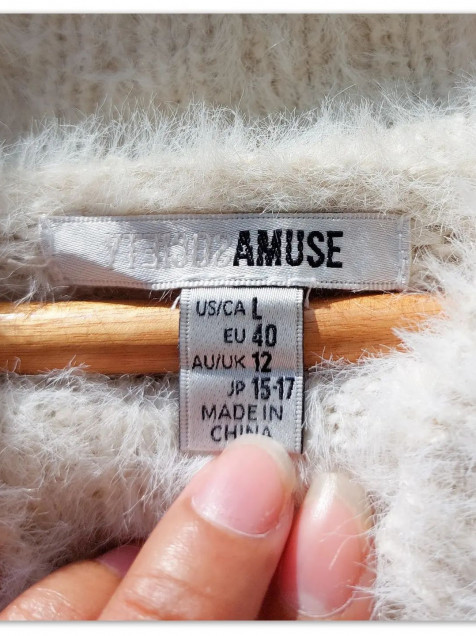 AMUSE
US/CA L
EU 40
AU/UK 12
JP 15-17
MADE IN
CHINA